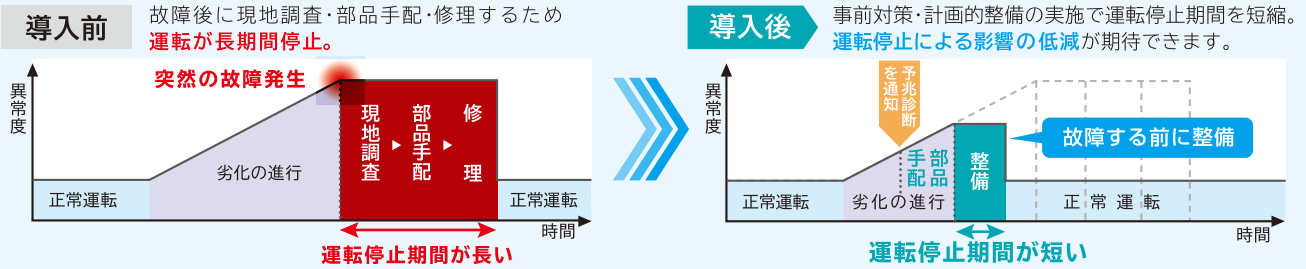 導入前
故障後に現地調査・部品手配・修理するため
運転が長期間停止。
突然の故障発生
異常度
現地調査
部品手配
修理
劣化の進行
正常運転
正常運転
時間
運転停止期間が長い
導入後
事前対策・計画的整備の実施で運転停止期間を短縮。
運転停止による影響の低減が期待できます。
異常度
予兆診断
を通知
故障する前に整備
部品
手配
整備
正常運転
劣化の進行
正常運転
時間
運転停止期間が短い